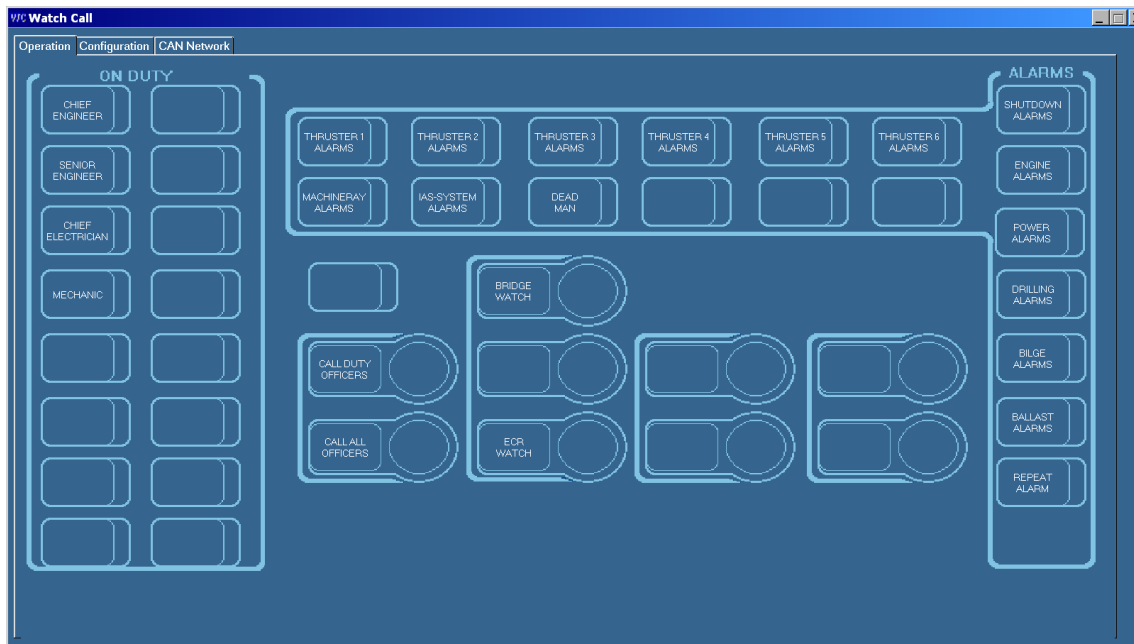 W/C Watch Call
Operation Configuration CAN Network
ON DUTY
CHIEF
ENGINEER
SENIOR
ENGINEER
CHIEF
ELECTRICIAN
MECHANIC
THRUSTER 1
ALARMS
THRUSTER 2
ALARMS
THRUSTER 3
ALARMS
THRUSTER 4
ALARMS
THRUSTER 5
ALARMS
THRUSTER 6
ALARMS
MACHINERAY
ALARMS
IAS-SYSTEM
ALARMS
DEAD
MAN
BRIDGE
WATCH
CALL DUTY
OFFICERS
CALL ALL
OFFICERS
ECR
WATCH
ALARMS
SHUTDOWN
ALARMS
ENGINE
ALARMS
POWER
ALARMS
DRILLING
ALARMS
BILGE
ALARMS
BALLAST
ALARMS
REPEAT
ALARM